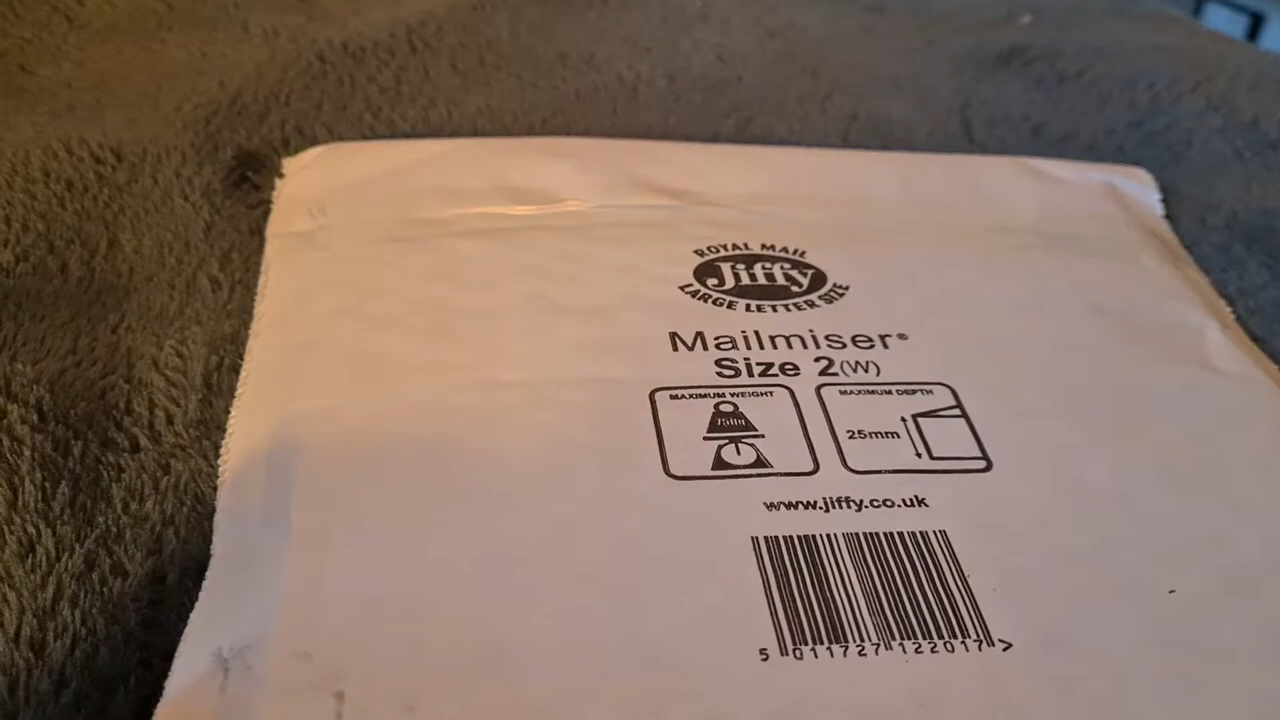 ROYAL MAIL
Jiffy
LARGE LETTER SIZE
Mailmiser®
Size 2(W)
MAXIMUM WEIGHT
MAXIMUM DEPTH
25mm
www.jiffy.co.uk
5 011727 122017 >